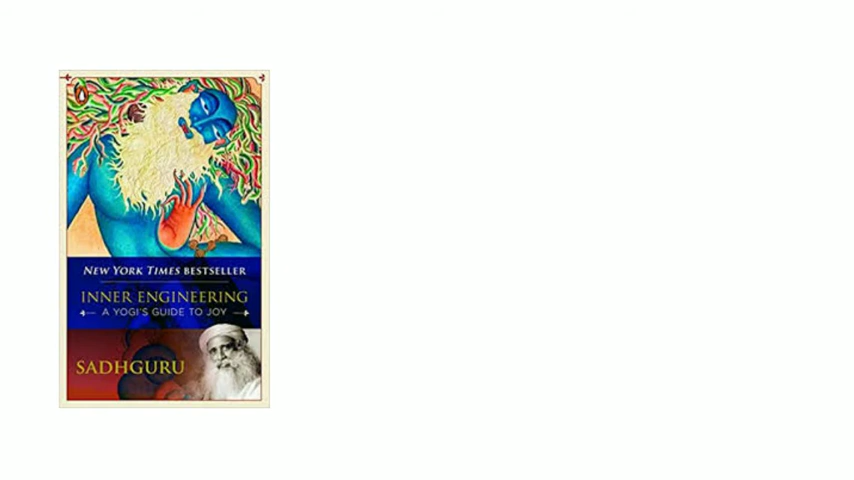 NEW YORK TIMES BESTSELLER
INNER ENGINEERING
A YOGI'S GUIDE TO JOY
SADHGURU